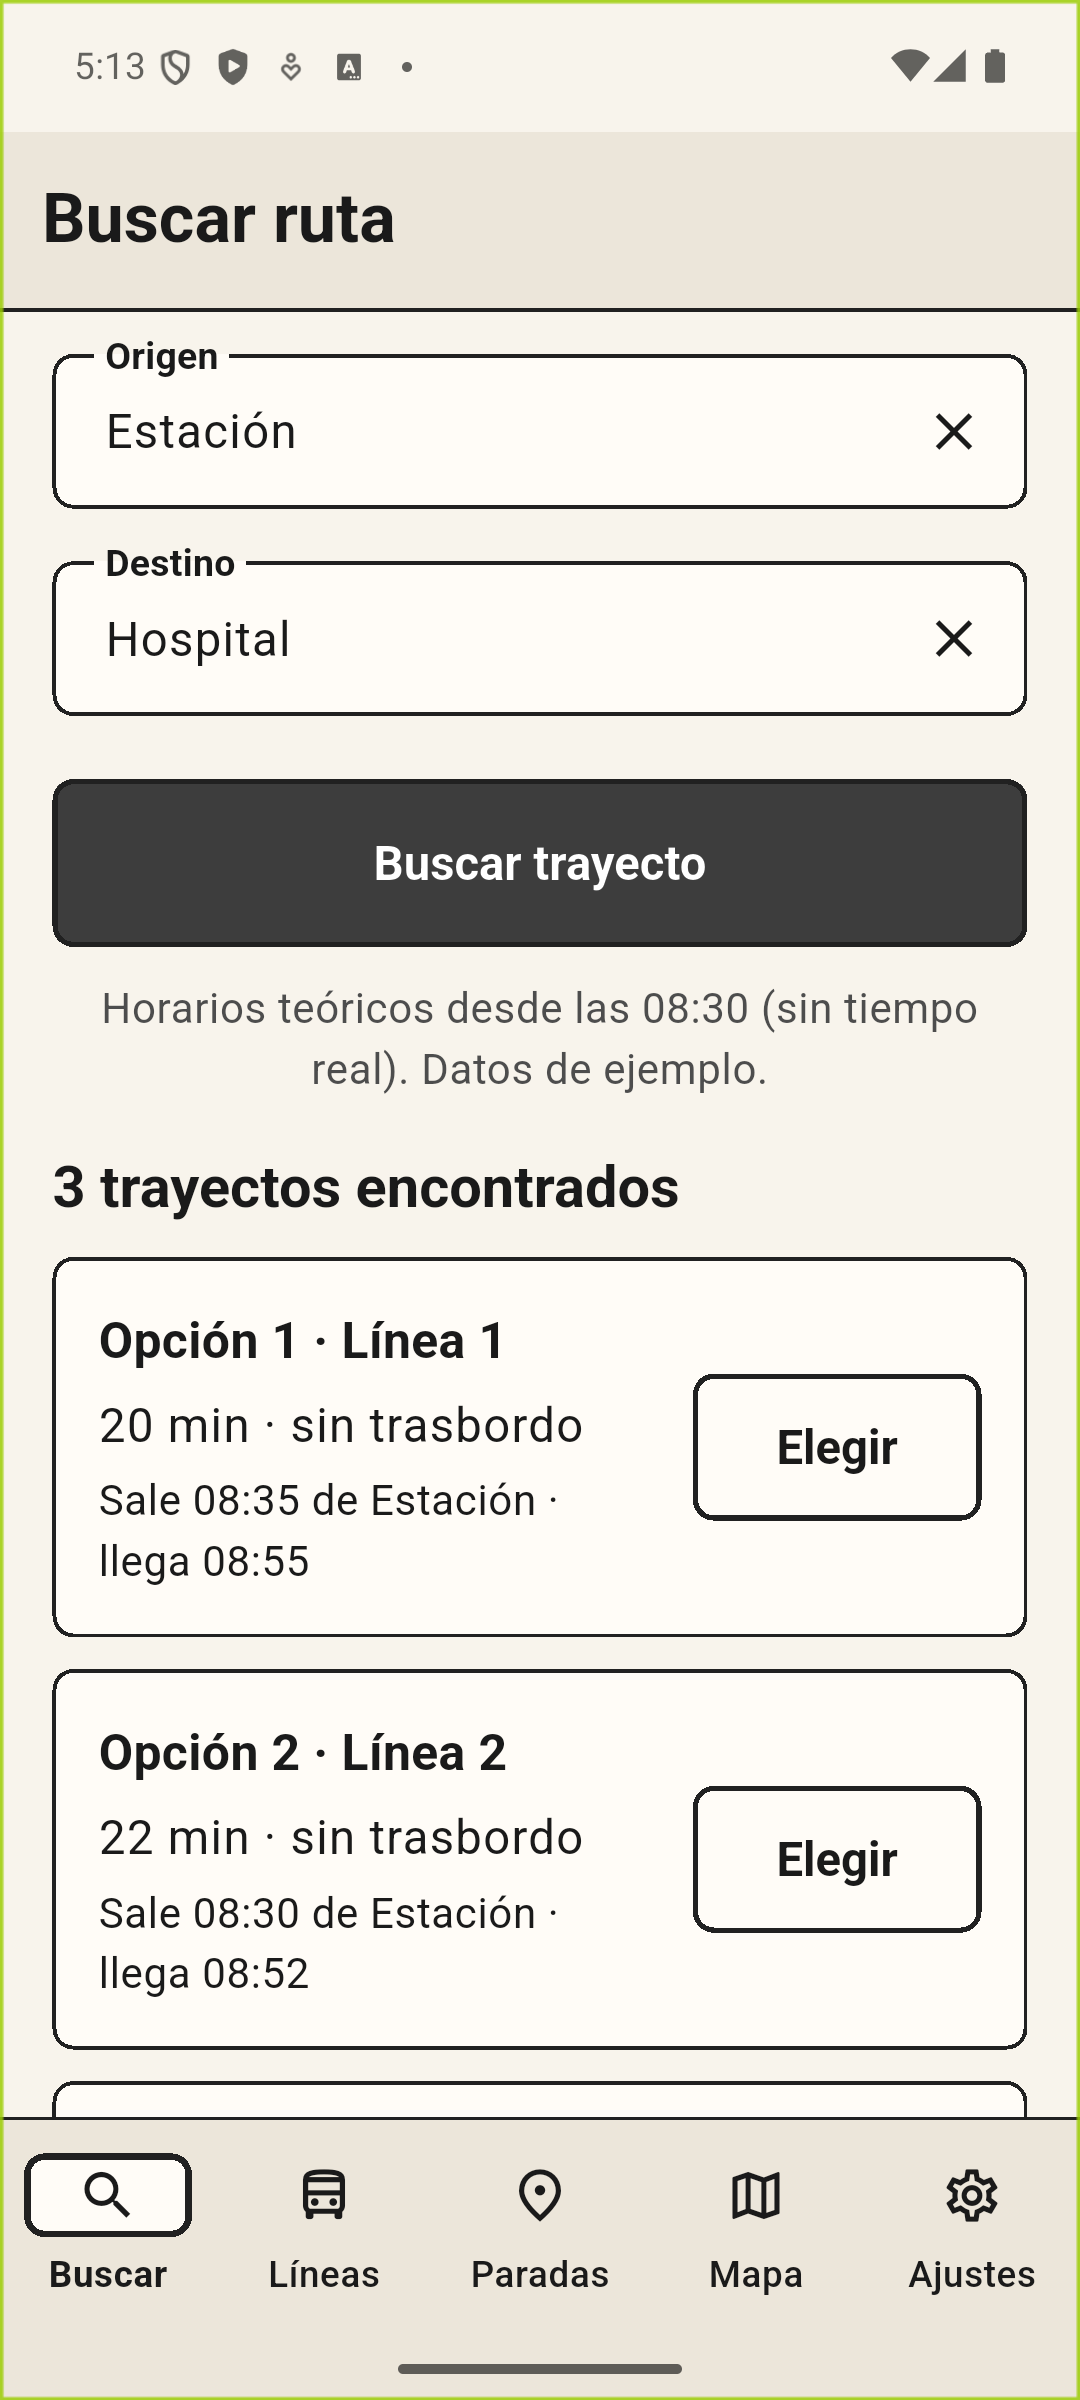 5:13
Buscar ruta
Origen
Estación
Destino
Hospital
Buscar trayecto
Horarios teóricos desde las 08:30 (sin tiempo
real). Datos de ejemplo.
3 trayectos encontrados
Opción 1 · Línea 1
20 min · sin trasbordo
Sale 08:35 de Estación ·
llega 08:55
Elegir
Opción 2 · Línea 2
22 min · sin trasbordo
Sale 08:30 de Estación ·
llega 08:52
Elegir
Buscar
Líneas
Paradas
Mapa
Ajustes